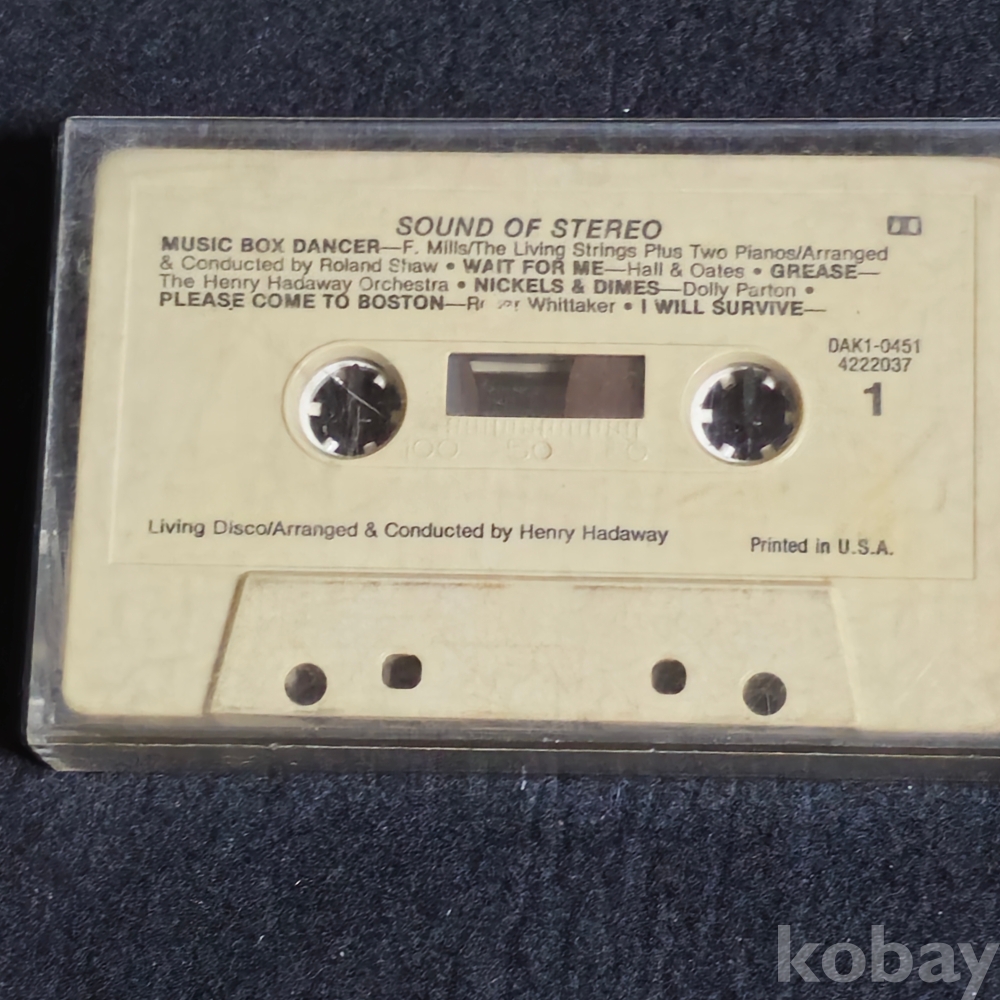 SOUND OF STEREO
MUSIC BOX DANCER—F. Mills/The Living Strings Plus Two Pianos/Arranged
& Conducted by Roland Shaw • WAIT FOR ME—Hall & Oates • GREASE—
The Henry Hadaway Orchestra • NICKELS & DIMES—Dolly Parton •
PLEASE COME TO BOSTON— Whittaker • I WILL SURVIVE—
DAK1-0451
4222037
1
100 50 0
Living Disco/Arranged & Conducted by Henry Hadaway
Printed in U.S.A.
kobay